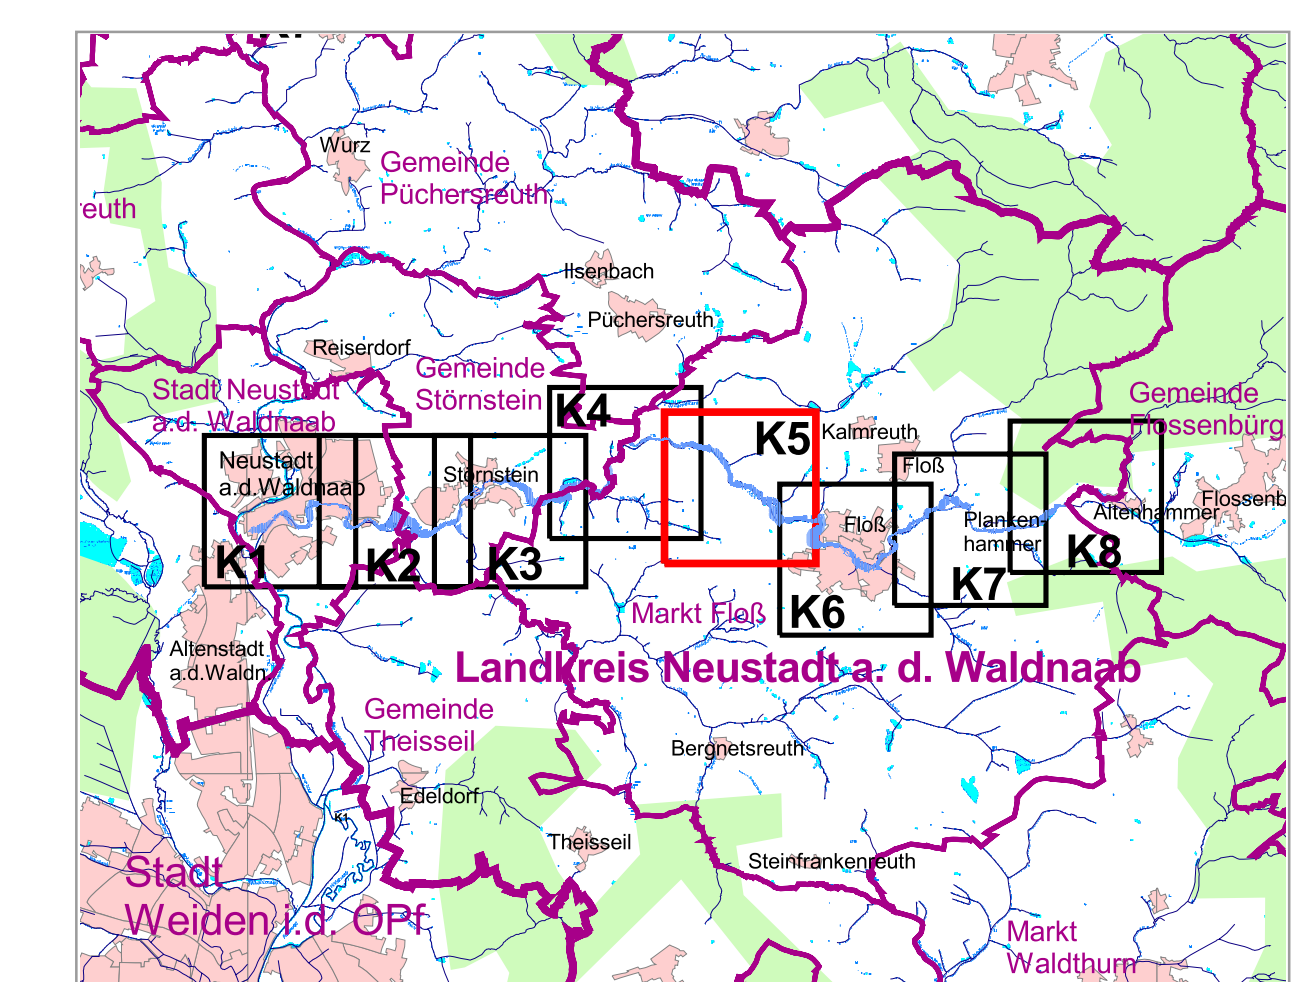 Wurz
Gemeinde
Püchersreuth
reuth
Ilsenbach
Püchersreuth
Reiserdorf
Gemeinde
Störnstein
Stadt Neustadt
a.d. Waldnaab
Gemeinde
Flossenbürg
K4
K5
Kalmreuth
Neustadt
a.d.Waldnaab
Störnstein
Floß
Flossenb
Floß
Planken-
hammer
Altenhammer
K1
K2
K3
K8
K7
K6
Markt Floß
Altenstadt
a.d.Waldn
Landkreis Neustadt a. d. Waldnaab
Gemeinde
Theisseil
Bergnetsreuth
Edeldorf
K1
Theisseil
Steinfrankenreuth
Stadt
Weiden i.d. OPf
Markt
Waldthurn